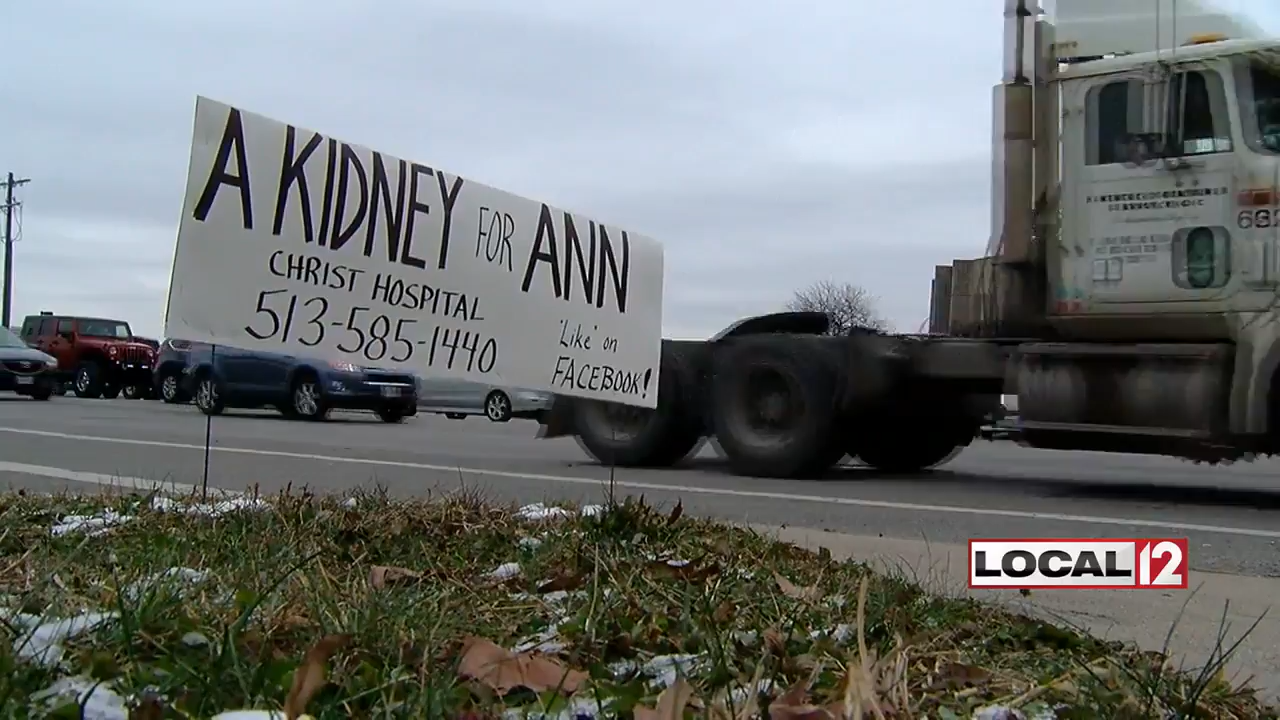 A KIDNEY FOR ANN
CHRIST HOSPITAL
513-585-1440
"Like" on
FACEBOOK!
LOCAL 12